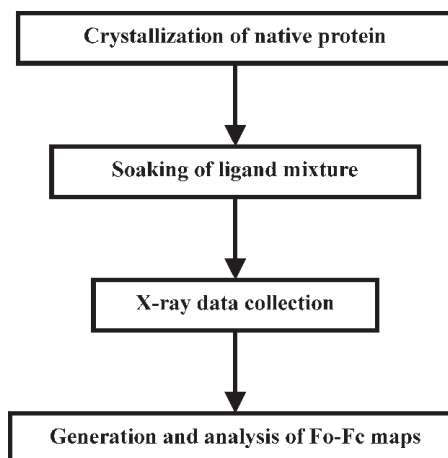 Crystallization of native protein
Soaking of ligand mixture
X-ray data collection
Generation and analysis of Fo-Fc maps